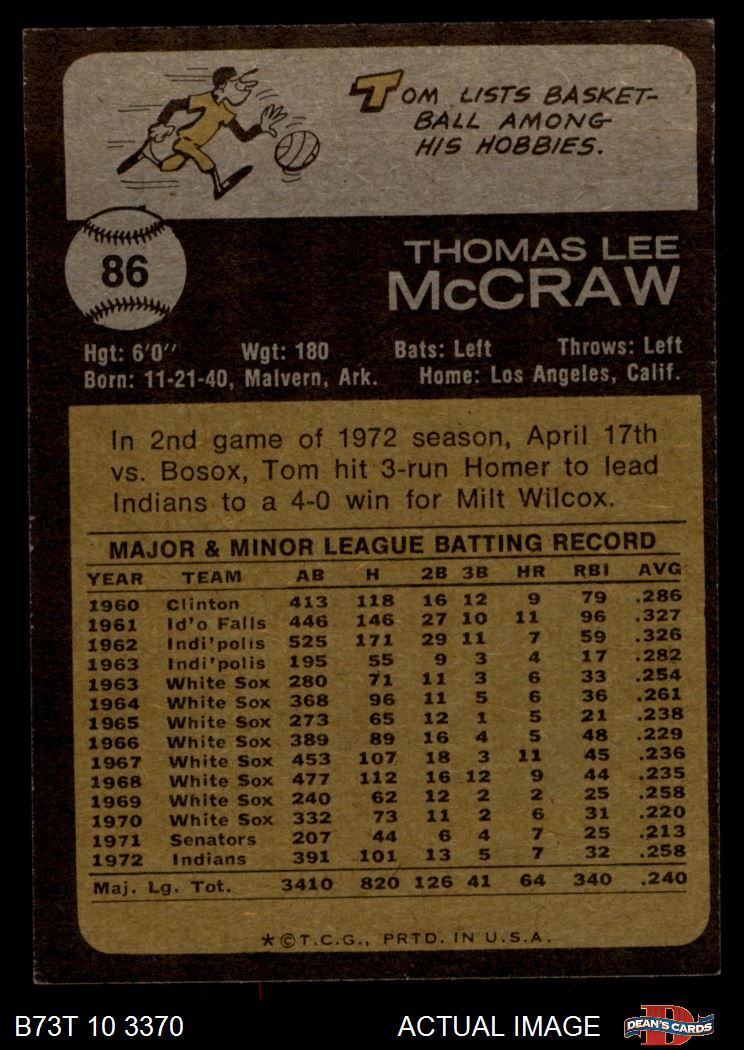 TOM LISTS BASKET-
BALL AMONG
HIS HOBBIES.
86
THOMAS LEE
McCRAW
Hgt: 6'0" Wgt: 180 Bats: Left Throws: Left
Born: 11-21-40, Malvern, Ark. Home: Los Angeles, Calif.
In 2nd game of 1972 season, April 17th
vs. Bosox, Tom hit 3-run Homer to lead
Indians to a 4-0 win for Milt Wilcox.
MAJOR & MINOR LEAGUE BATTING RECORD
YEAR TEAM AB H 2B 3B HR RBI AVG
1960 Clinton 413 118 16 12 9 79 .286
1961 Id'o Falls 446 146 27 10 11 96 .327
1962 Indi'polis 525 171 29 11 7 59 .326
1963 Indi'polis 195 55 9 3 4 17 .282
1963 White Sox 280 71 11 3 6 33 .254
1964 White Sox 368 96 11 5 6 36 .261
1965 White Sox 273 65 12 1 5 21 .238
1966 White Sox 389 89 16 4 5 48 .229
1967 White Sox 453 107 18 3 11 45 .236
1968 White Sox 477 112 16 12 9 44 .235
1969 White Sox 240 62 12 2 2 25 .258
1970 White Sox 332 73 11 2 6 31 .220
1971 Senators 207 44 6 4 7 25 .213
1972 Indians 391 101 13 5 7 32 .258
Maj. Lg. Tot. 3410 820 126 41 64 340 .240
*©T.C.G., PRTD. IN U.S.A.
B73T 10 3370 ACTUAL IMAGE D DEAN'S CARDS